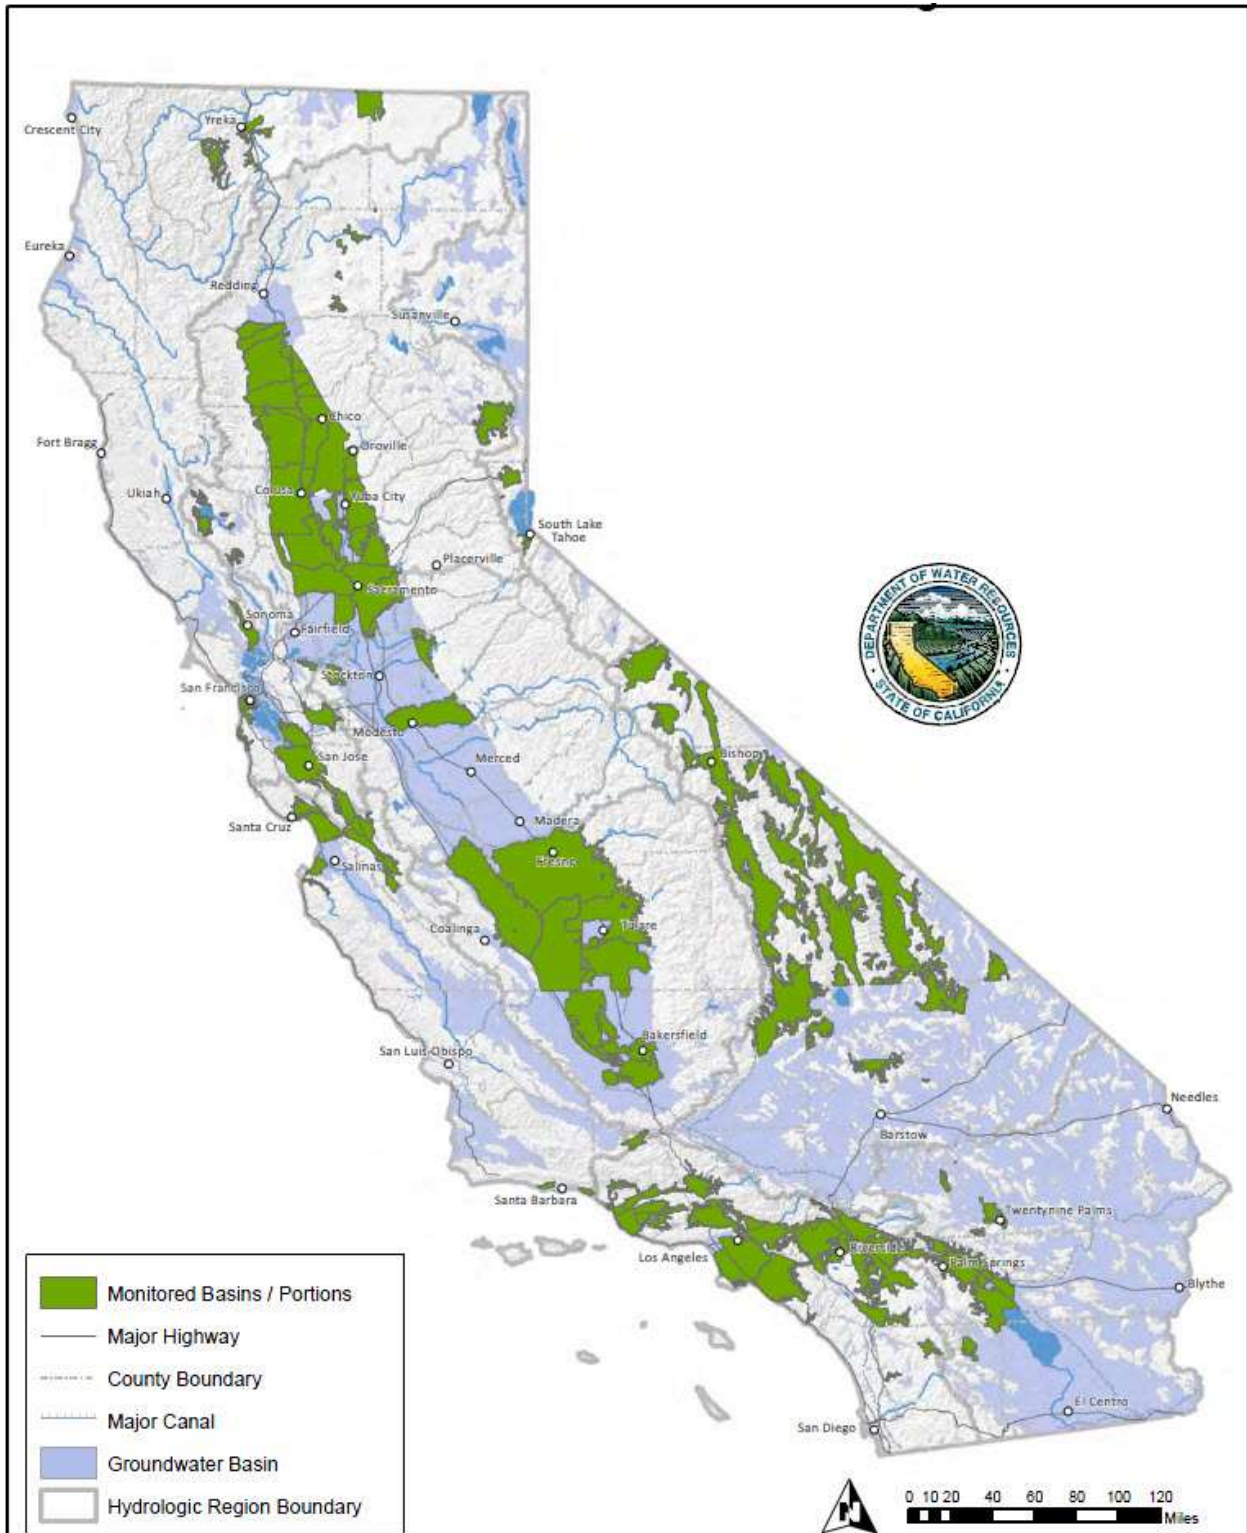 Crescent City
Yreka
Eureka
Redding
Susanville
Chico
Fort Bragg
Oroville
Ukiah
Colusa
Yuba City
South Lake
Tahoe
Placerville
Sacramento
Sonoma
Fairfield
Stockton
San Francisco
Modesto
San Jose
Merced
Bishop
Santa Cruz
Madera
Fresno
Salinas
Coalinga
Tulare
Bakersfield
San Luis Obispo
Needles
Barstow
Santa Barbara
Twentynine Palms
Los Angeles
Riverside
Palm Springs
Blythe
El Centro
San Diego
DEPARTMENT OF WATER RESOURCES
STATE OF CALIFORNIA
Monitored Basins / Portions
Major Highway
County Boundary
Major Canal
Groundwater Basin
Hydrologic Region Boundary
N
0 10 20 40 60 80 100 120
Miles